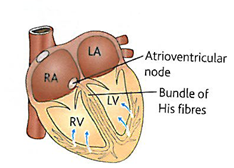 LA
RA
Atrioventricular
node
LV
Bundle of
His fibres
RV